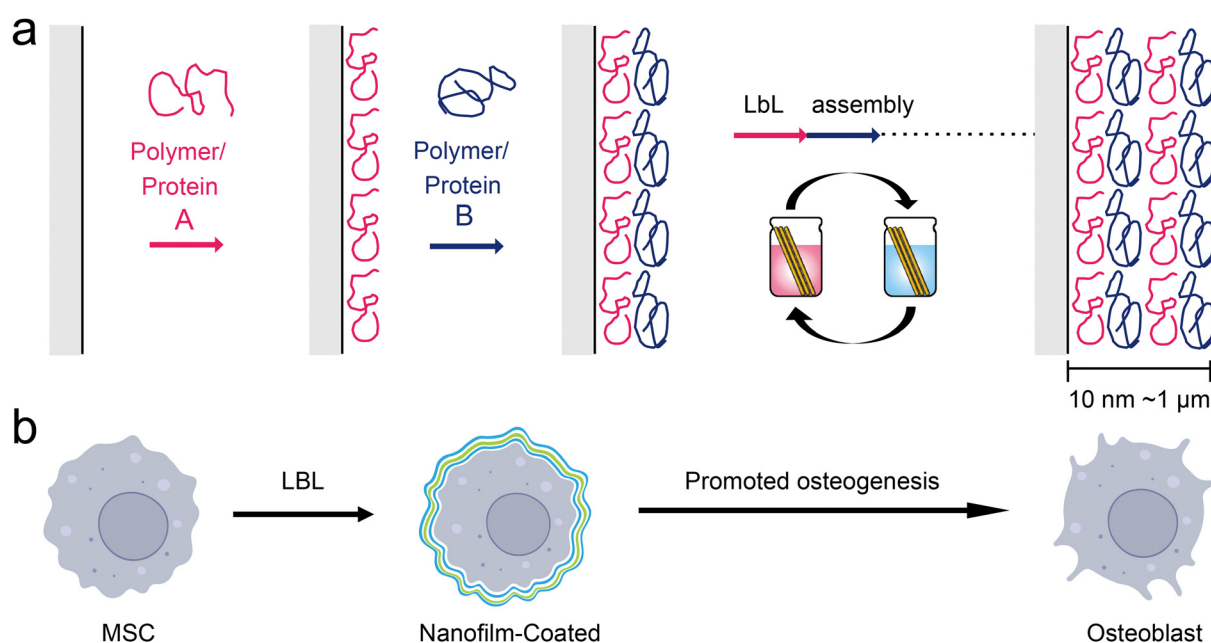 a
Polymer/
Protein
A
Polymer/
Protein
B
LbL assembly
10 nm ~1 μm
b
LBL
Promoted osteogenesis
MSC
Nanofilm-Coated
Osteoblast